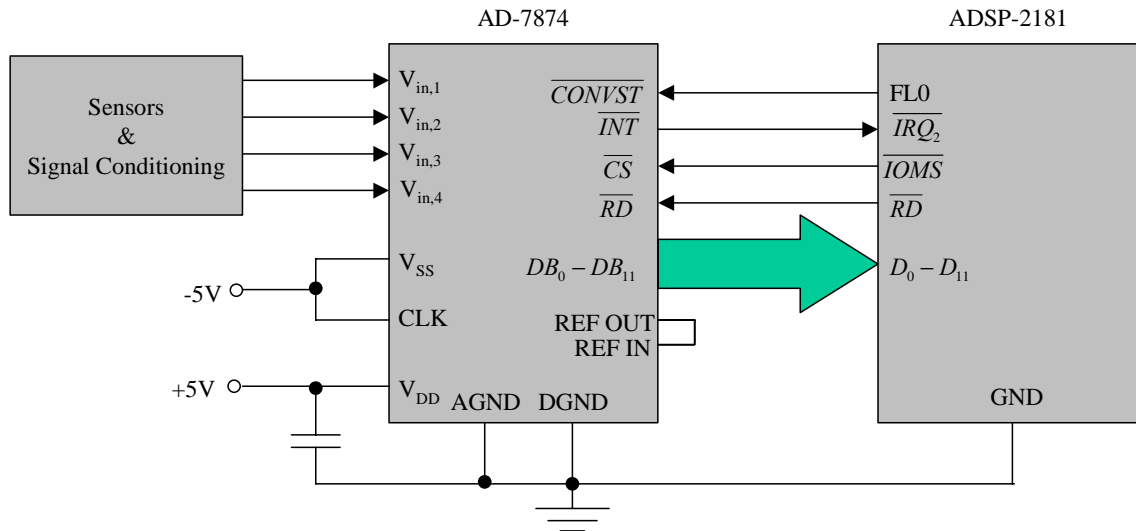 AD-7874
ADSP-2181
Sensors
&
Signal Conditioning
V_in,1
V_in,2
V_in,3
V_in,4
-5V
V_SS
CLK
+5V
V_DD
AGND
DGND
CONVST
INT
CS
RD
DB_0 – DB_11
REF OUT
REF IN
FL0
IRQ_2
IOMS
RD
D_0 – D_11
GND